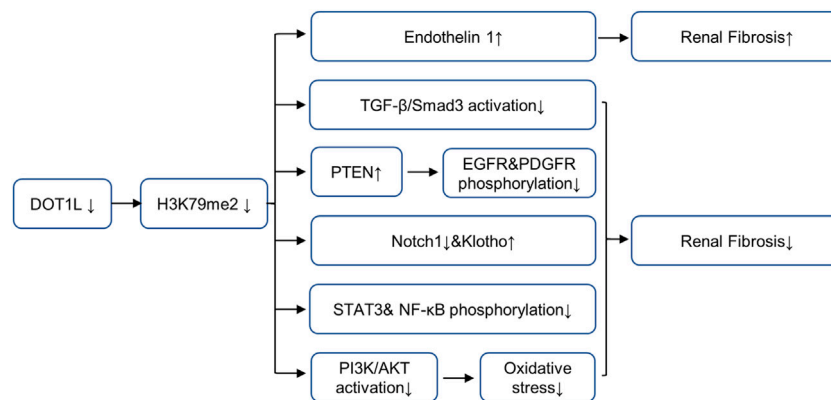 Endothelin 1↑
Renal Fibrosis↑
TGF-β/Smad3 activation↓
PTEN↑
EGFR&PDGFR
phosphorylation↓
DOT1L ↓
H3K79me2 ↓
Notch1↓&Klotho↑
Renal Fibrosis↓
STAT3& NF-κB phosphorylation↓
PI3K/AKT
activation↓
Oxidative
stress↓